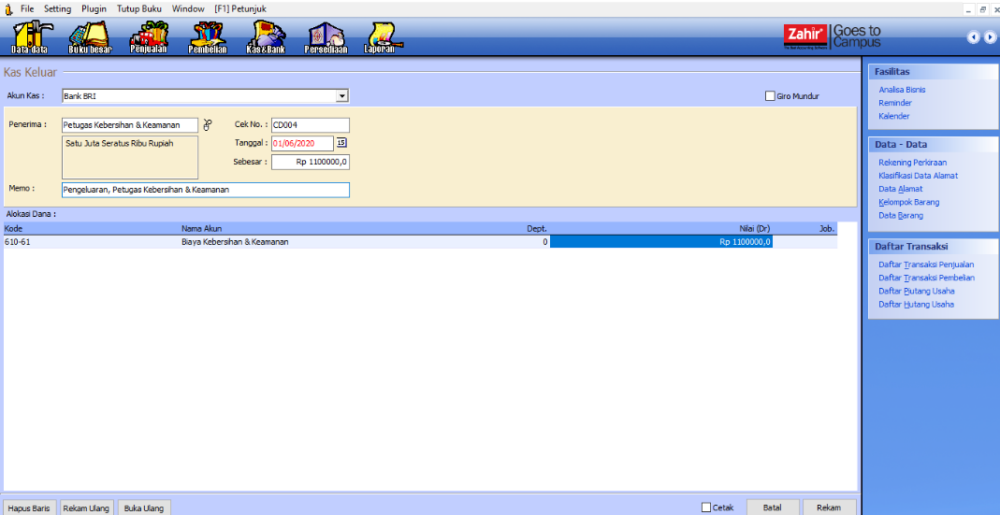 File Setting Plugin Tutup Buku Window [F1] Petunjuk
Data-data Buku besar Penjualan Pembelian Kas&Bank Persediaan Laporan
Zahir Goes to Campus
Kas Keluar
Akun Kas : Bank BRI Giro Mundur
Penerima : Petugas Kebersihan & Keamanan Cek No. : CD004
Satu Juta Seratus Ribu Rupiah Tanggal : 01/06/2020 15
Sebesar : Rp 1100000,0
Memo : Pengeluaran, Petugas Kebersihan & Keamanan
Alokasi Dana :
Kode Nama Akun Dept. Nilai (Dr) Job.
610-61 Biaya Kebersihan & Keamanan 0 Rp 1100000,0
Hapus Baris Rekam Ulang Buka Ulang Cetak Batal Rekam
Fasilitas
Analisa Bisnis
Reminder
Kalender
Data - Data
Rekening Perkiraan
Klasifikasi Data Alamat
Data Alamat
Kelompok Barang
Data Barang
Daftar Transaksi
Daftar Transaksi Penjualan
Daftar Transaksi Pembelian
Daftar Piutang Usaha
Daftar Hutang Usaha